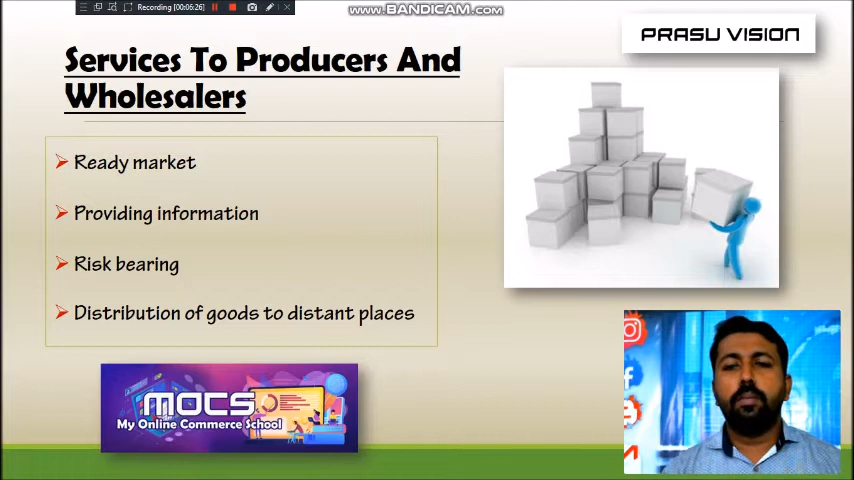 Recording [00:06:26]
www.BANDICAM.com
PRASU VISION
Services To Producers And
Wholesalers
Ready market
Providing information
Risk bearing
Distribution of goods to distant places
MOCS
My Online Commerce School